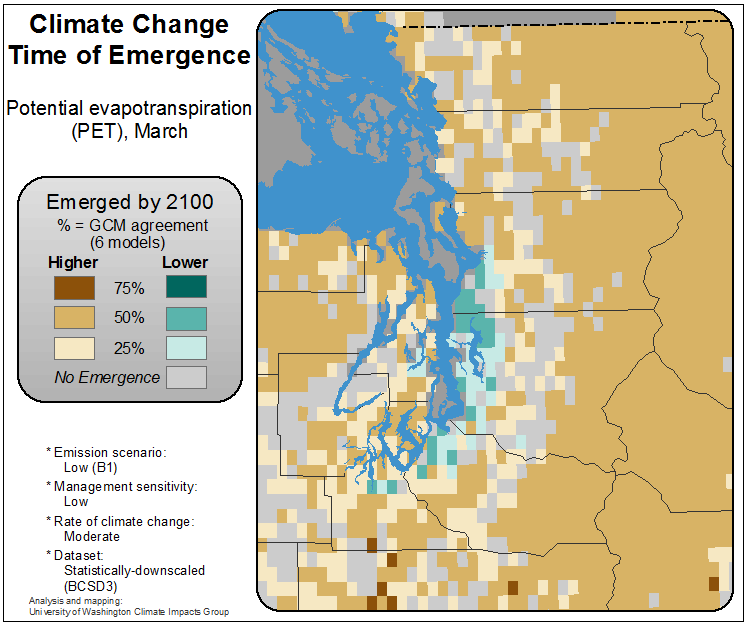 Climate Change
Time of Emergence
Potential evapotranspiration
(PET), March
Emerged by 2100
% = GCM agreement
(6 models)
Higher Lower
75%
50%
25%
No Emergence
* Emission scenario:
Low (B1)
* Management sensitivity:
Low
* Rate of climate change:
Moderate
* Dataset:
Statistically-downscaled
(BCSD3)
Analysis and mapping:
University of Washington Climate Impacts Group